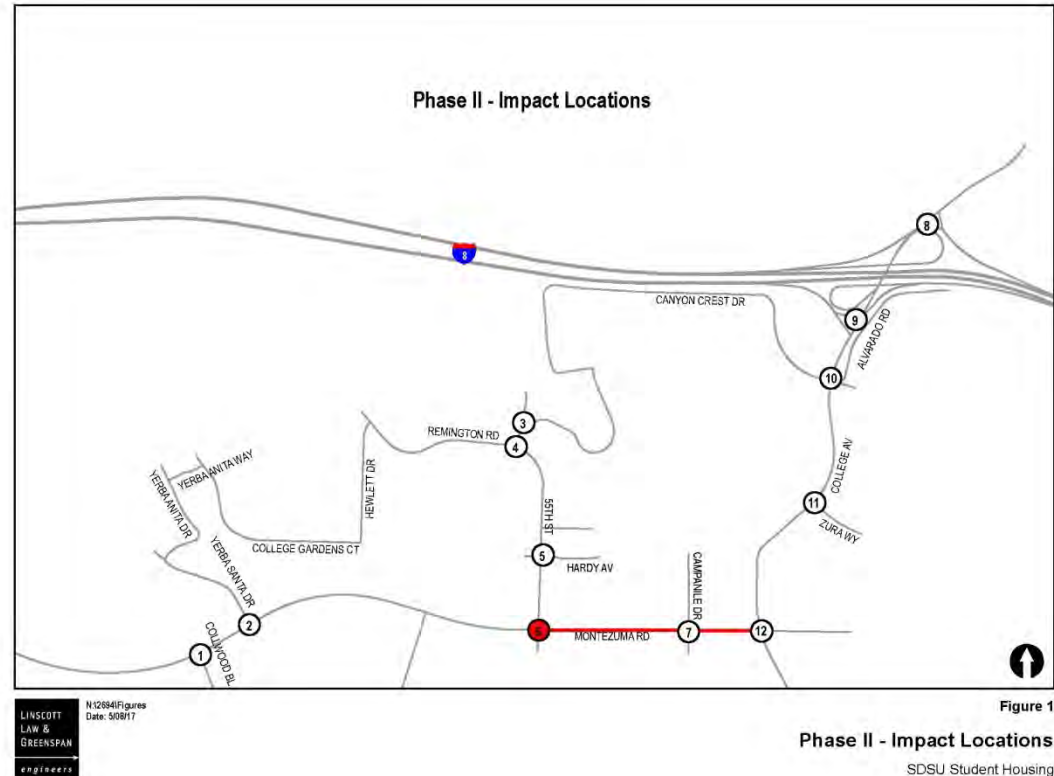 Phase II - Impact Locations
8
8
CANYON CREST DR
9
ALVARADO RD
10
3
REMINGTON RD
4
YERBA ANITA WAY
YERBA ANITA DR
HEWLETT DR
COLLEGE AV
11
ZURA WY
55TH ST
COLLEGE GARDENS CT
YERBA SANTA DR
5
HARDY AV
CAMPANILE DR
2
6
MONTEZUMA RD
7
12
1
COLLWOOD BL
LINSCOTT
LAW &
GREENSPAN
engineers
N:\2694\Figures
Date: 5/08/17
Figure 1
Phase II - Impact Locations
SDSU Student Housing